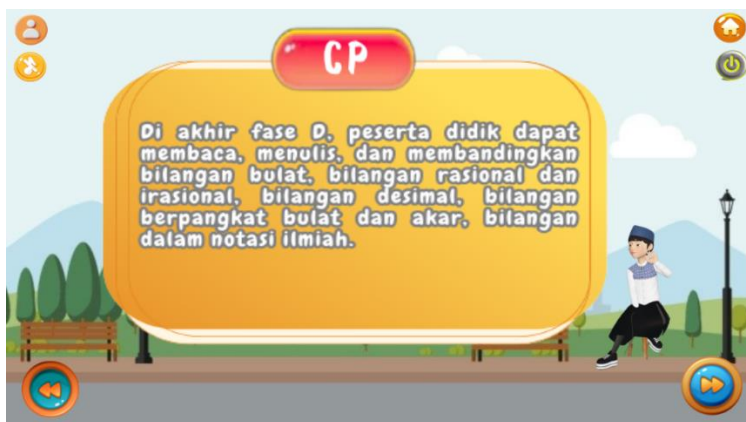 CP
Di akhir fase D, peserta didik dapat
membaca, menulis, dan membandingkan
bilangan bulat, bilangan rasional dan
irasional, bilangan desimal, bilangan
berpangkat bulat dan akar, bilangan
dalam notasi ilmiah.